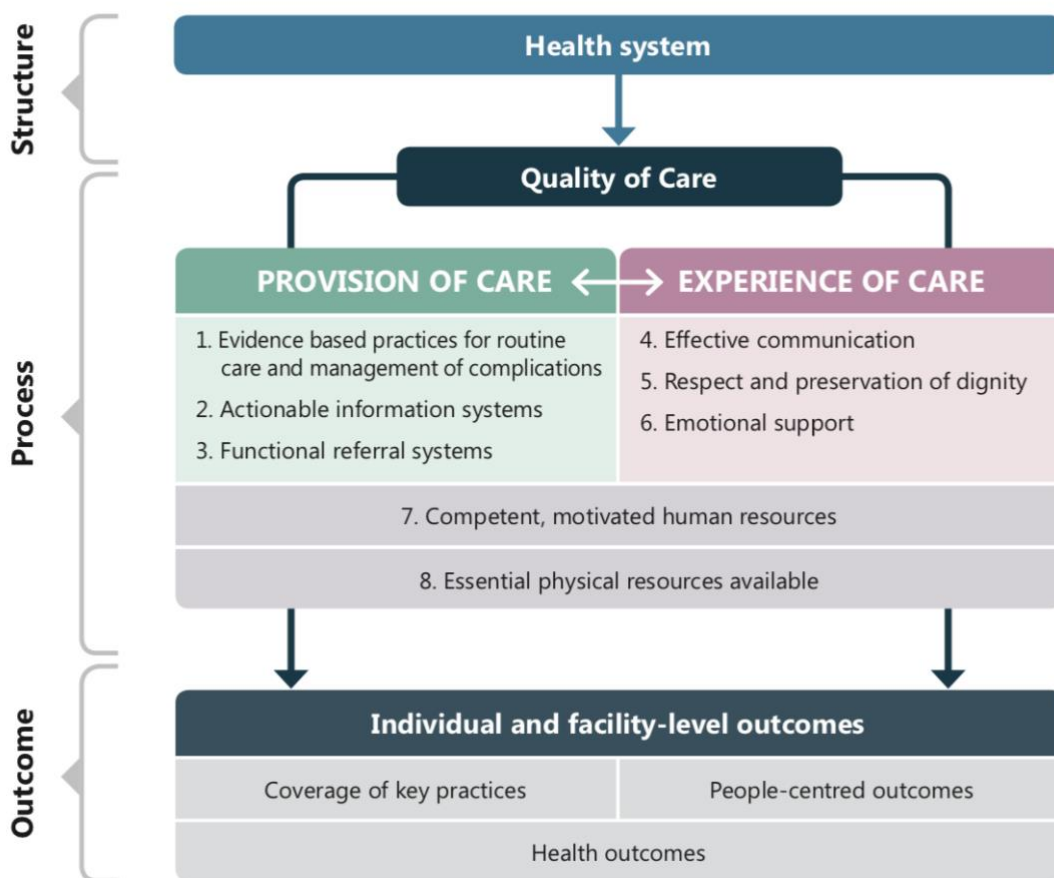 Structure
Health system
Quality of Care
Process
PROVISION OF CARE
EXPERIENCE OF CARE
1. Evidence based practices for routine
care and management of complications
2. Actionable information systems
3. Functional referral systems
4. Effective communication
5. Respect and preservation of dignity
6. Emotional support
7. Competent, motivated human resources
8. Essential physical resources available
Outcome
Individual and facility-level outcomes
Coverage of key practices
People-centred outcomes
Health outcomes